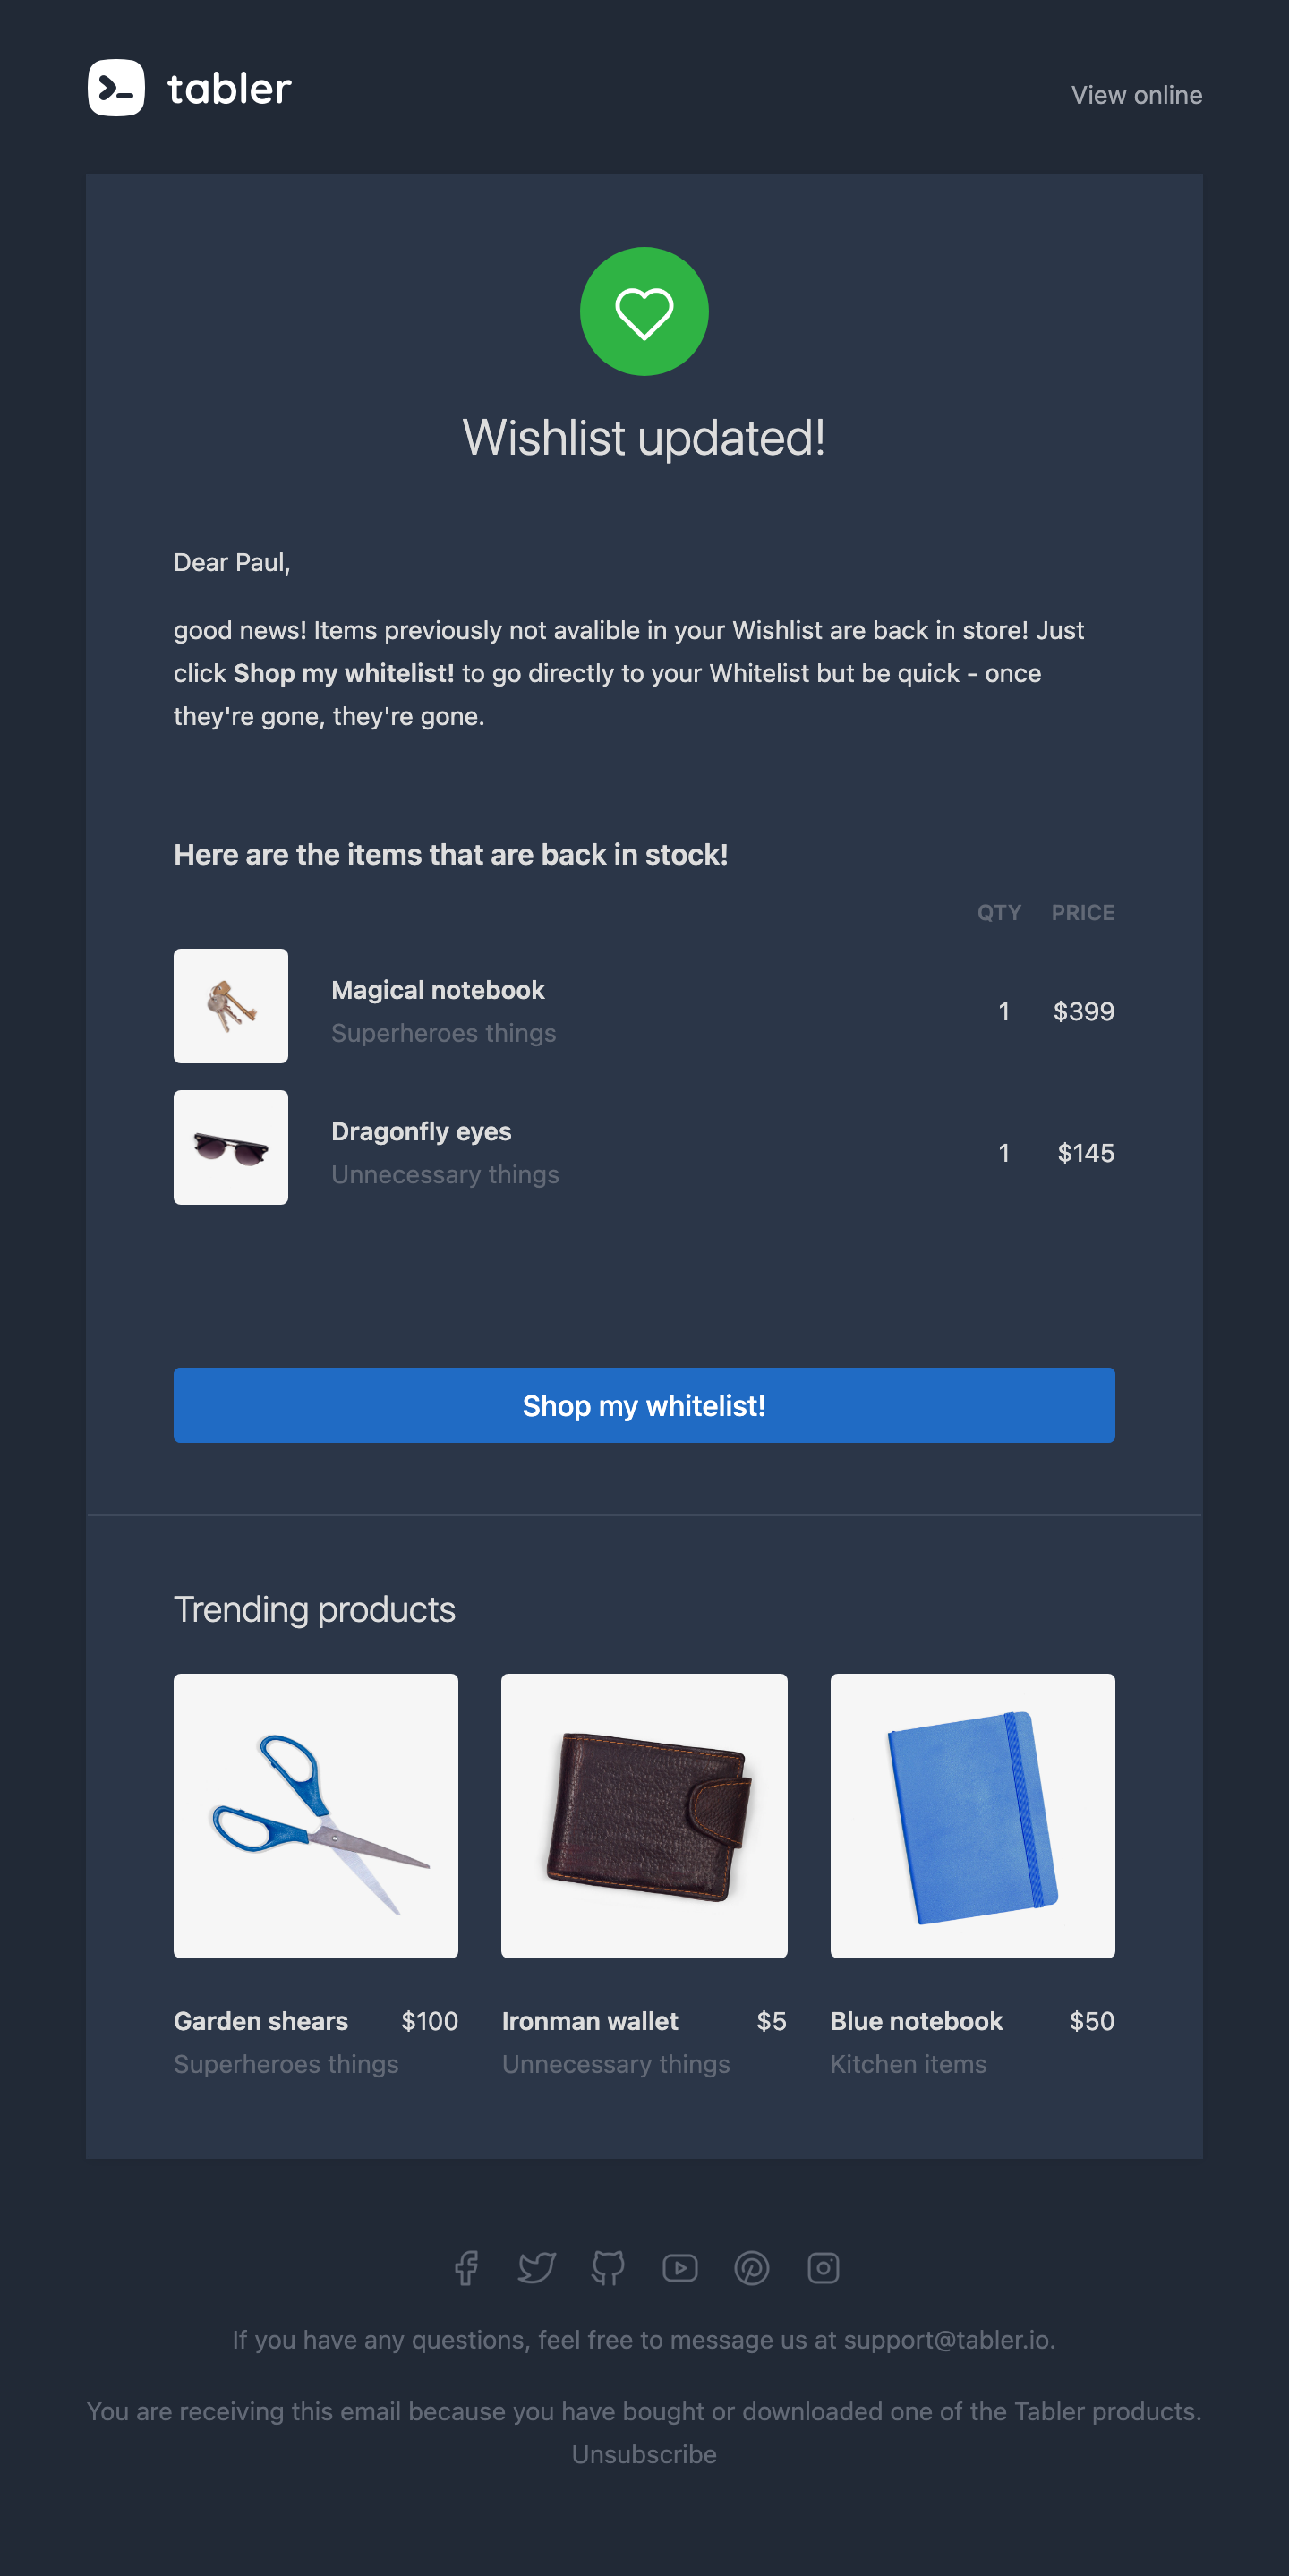 tabler
View online
Wishlist updated!
Dear Paul,
good news! Items previously not avalible in your Wishlist are back in store! Just
click Shop my whitelist! to go directly to your Whitelist but be quick - once
they're gone, they're gone.
Here are the items that are back in stock!
QTY PRICE
Magical notebook
Superheroes things
1 $399
Dragonfly eyes
Unnecessary things
1 $145
Shop my whitelist!
Trending products
Garden shears $100
Superheroes things
Ironman wallet $5
Unnecessary things
Blue notebook $50
Kitchen items
If you have any questions, feel free to message us at support@tabler.io.
You are receiving this email because you have bought or downloaded one of the Tabler products.
Unsubscribe